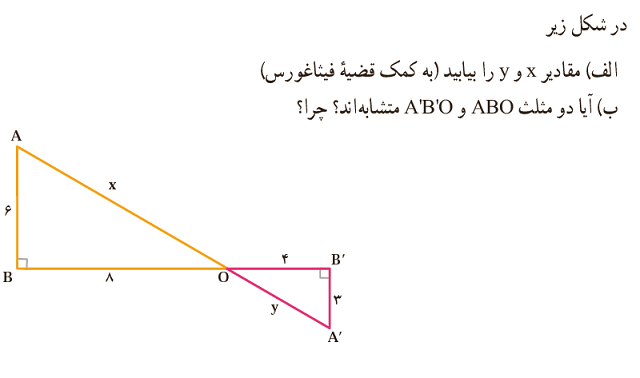 در شکل زیر
الف) مقادیر x و y را بیابید (به کمک قضیهٔ فیثاغورس)
ب) آیا دو مثلث ABO و A'B'O متشابه‌اند؟ چرا؟
A
x
۶
۴
B′
B
۸
O
۳
y
A′